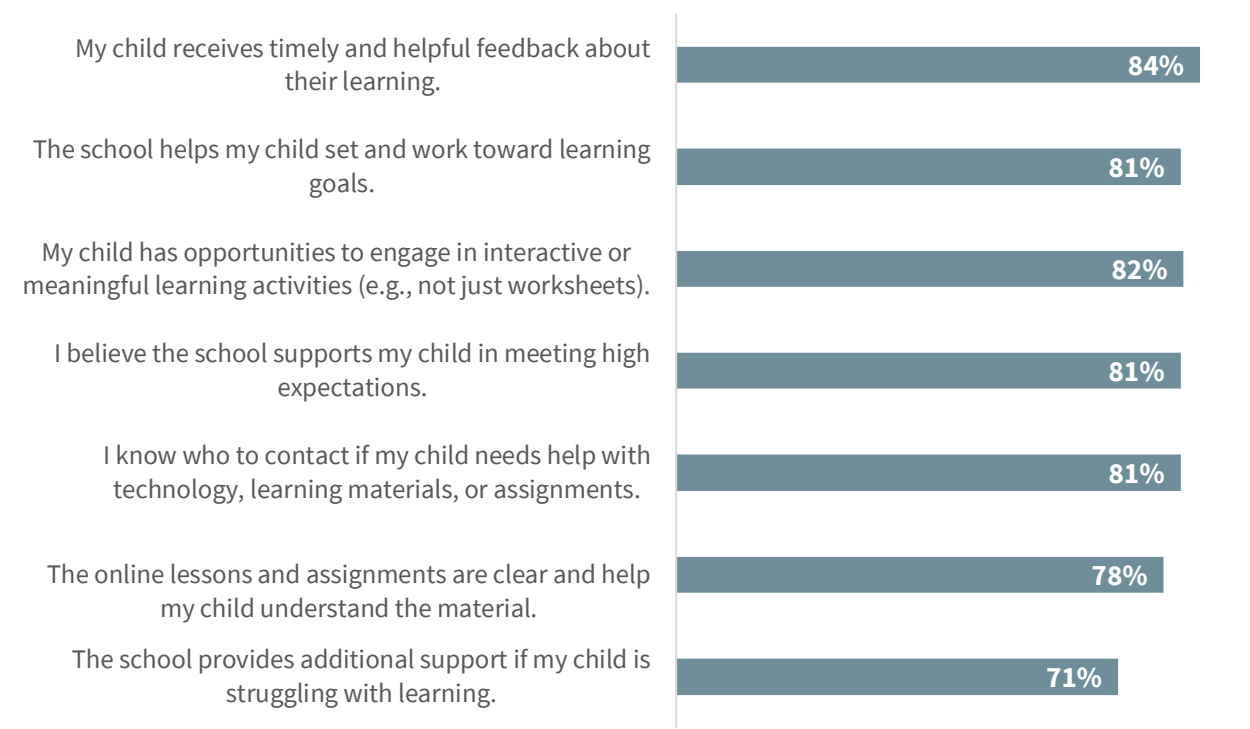 My child receives timely and helpful feedback about
their learning.
84%
The school helps my child set and work toward learning
goals.
81%
My child has opportunities to engage in interactive or
meaningful learning activities (e.g., not just worksheets).
82%
I believe the school supports my child in meeting high
expectations.
81%
I know who to contact if my child needs help with
technology, learning materials, or assignments.
81%
The online lessons and assignments are clear and help
my child understand the material.
78%
The school provides additional support if my child is
struggling with learning.
71%